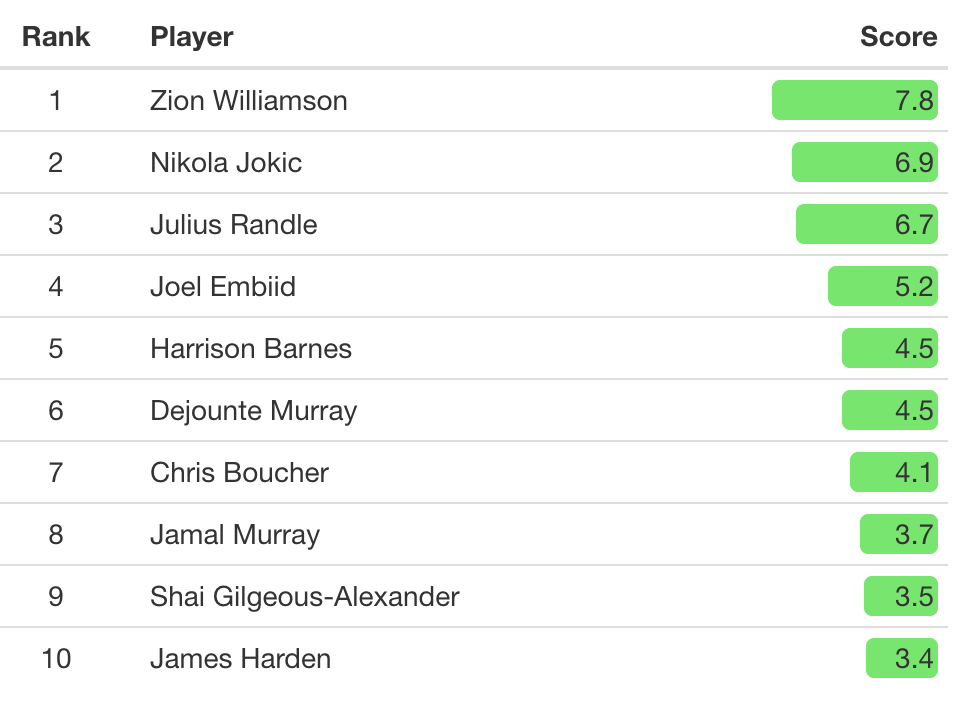 Rank Player Score
1 Zion Williamson 7.8
2 Nikola Jokic 6.9
3 Julius Randle 6.7
4 Joel Embiid 5.2
5 Harrison Barnes 4.5
6 Dejounte Murray 4.5
7 Chris Boucher 4.1
8 Jamal Murray 3.7
9 Shai Gilgeous-Alexander 3.5
10 James Harden 3.4